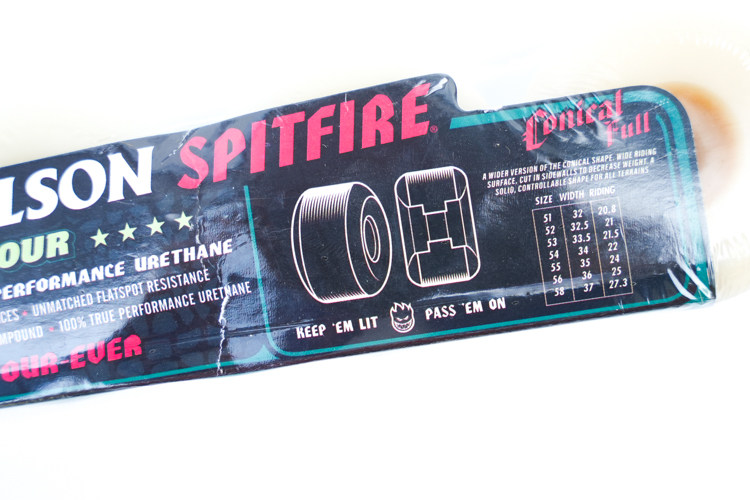 LSON SPITFIRE®
OUR
PERFORMANCE URETHANE
CES • UNMATCHED FLATSPOT RESISTANCE
MPOUND • 100% TRUE PERFORMANCE URETHANE
OUR-EVER
KEEP 'EM LIT PASS 'EM ON
Conical
Full
A WIDER VERSION OF THE CONICAL SHAPE. WIDE RIDING
SURFACE, CUT IN SIDEWALLS TO DECREASE WEIGHT. A
SOLID, CONTROLLABLE SHAPE FOR ALL TERRAINS
SIZE WIDTH RIDING
51 32 20.8
52 32.5 21
53 33.5 21.5
54 34 22
55 35 24
56 36 25
58 37 27.3